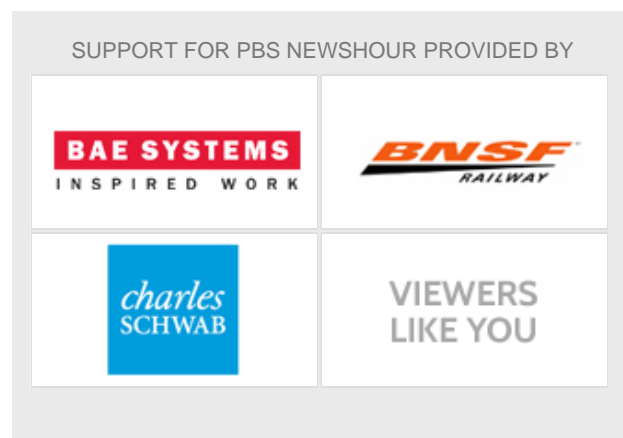 SUPPORT FOR PBS NEWSHOUR PROVIDED BY
BAE SYSTEMS
INSPIRED WORK
BNSF
RAILWAY
charles
SCHWAB
VIEWERS
LIKE YOU